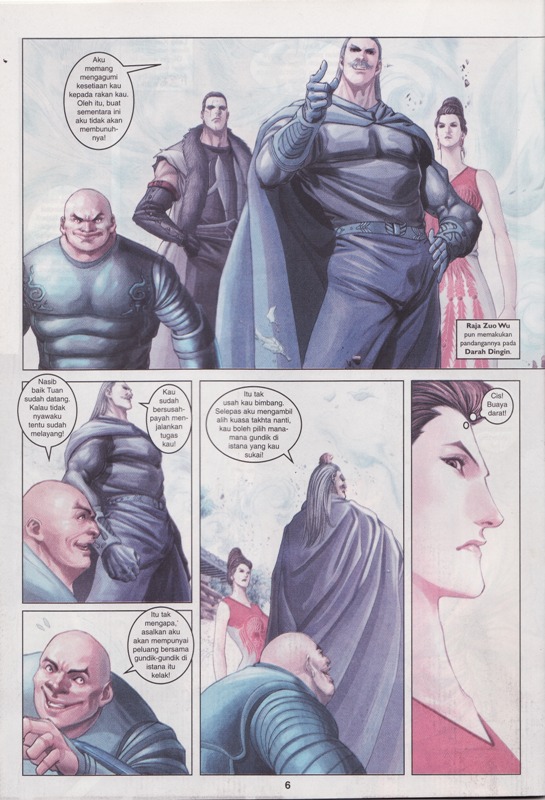 Aku
memang
mengagumi
kesetiaan kau
kepada rakan kau.
Oleh itu, buat
sementara ini
aku tidak akan
membunuh-
nya!
Raja Zuo Wu
pun memakukan
pandangannya pada
Darah Dingin.
Nasib
baik Tuan
sudah datang.
Kalau tidak
nyawaku
tentu sudah
melayang!
Kau
sudah
bersusah-
payah men-
jalankan
tugas
kau!
Itu tak
mengapa,
asalkan aku
akan mempunyai
peluang bersama
gundik-gundik di
istana itu
kelak!
Itu tak
usah kau bimbang.
Selepas aku mengambil
alih kuasa takhta nanti,
kau boleh pilih mana-
mana gundik di
istana yang kau
sukai!
Cis!
Buaya
darat!
6